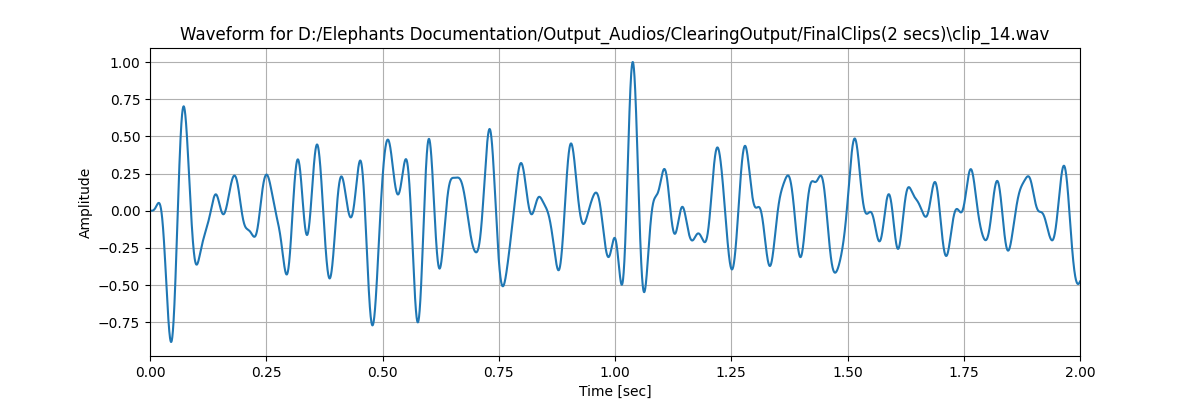 Waveform for D:/Elephants Documentation/Output_Audios/ClearingOutput/FinalClips(2 secs)\clip_14.wav
1.00
0.75
0.50
0.25
0.00
−0.25
−0.50
−0.75
Amplitude
0.00 0.25 0.50 0.75 1.00 1.25 1.50 1.75 2.00
Time [sec]